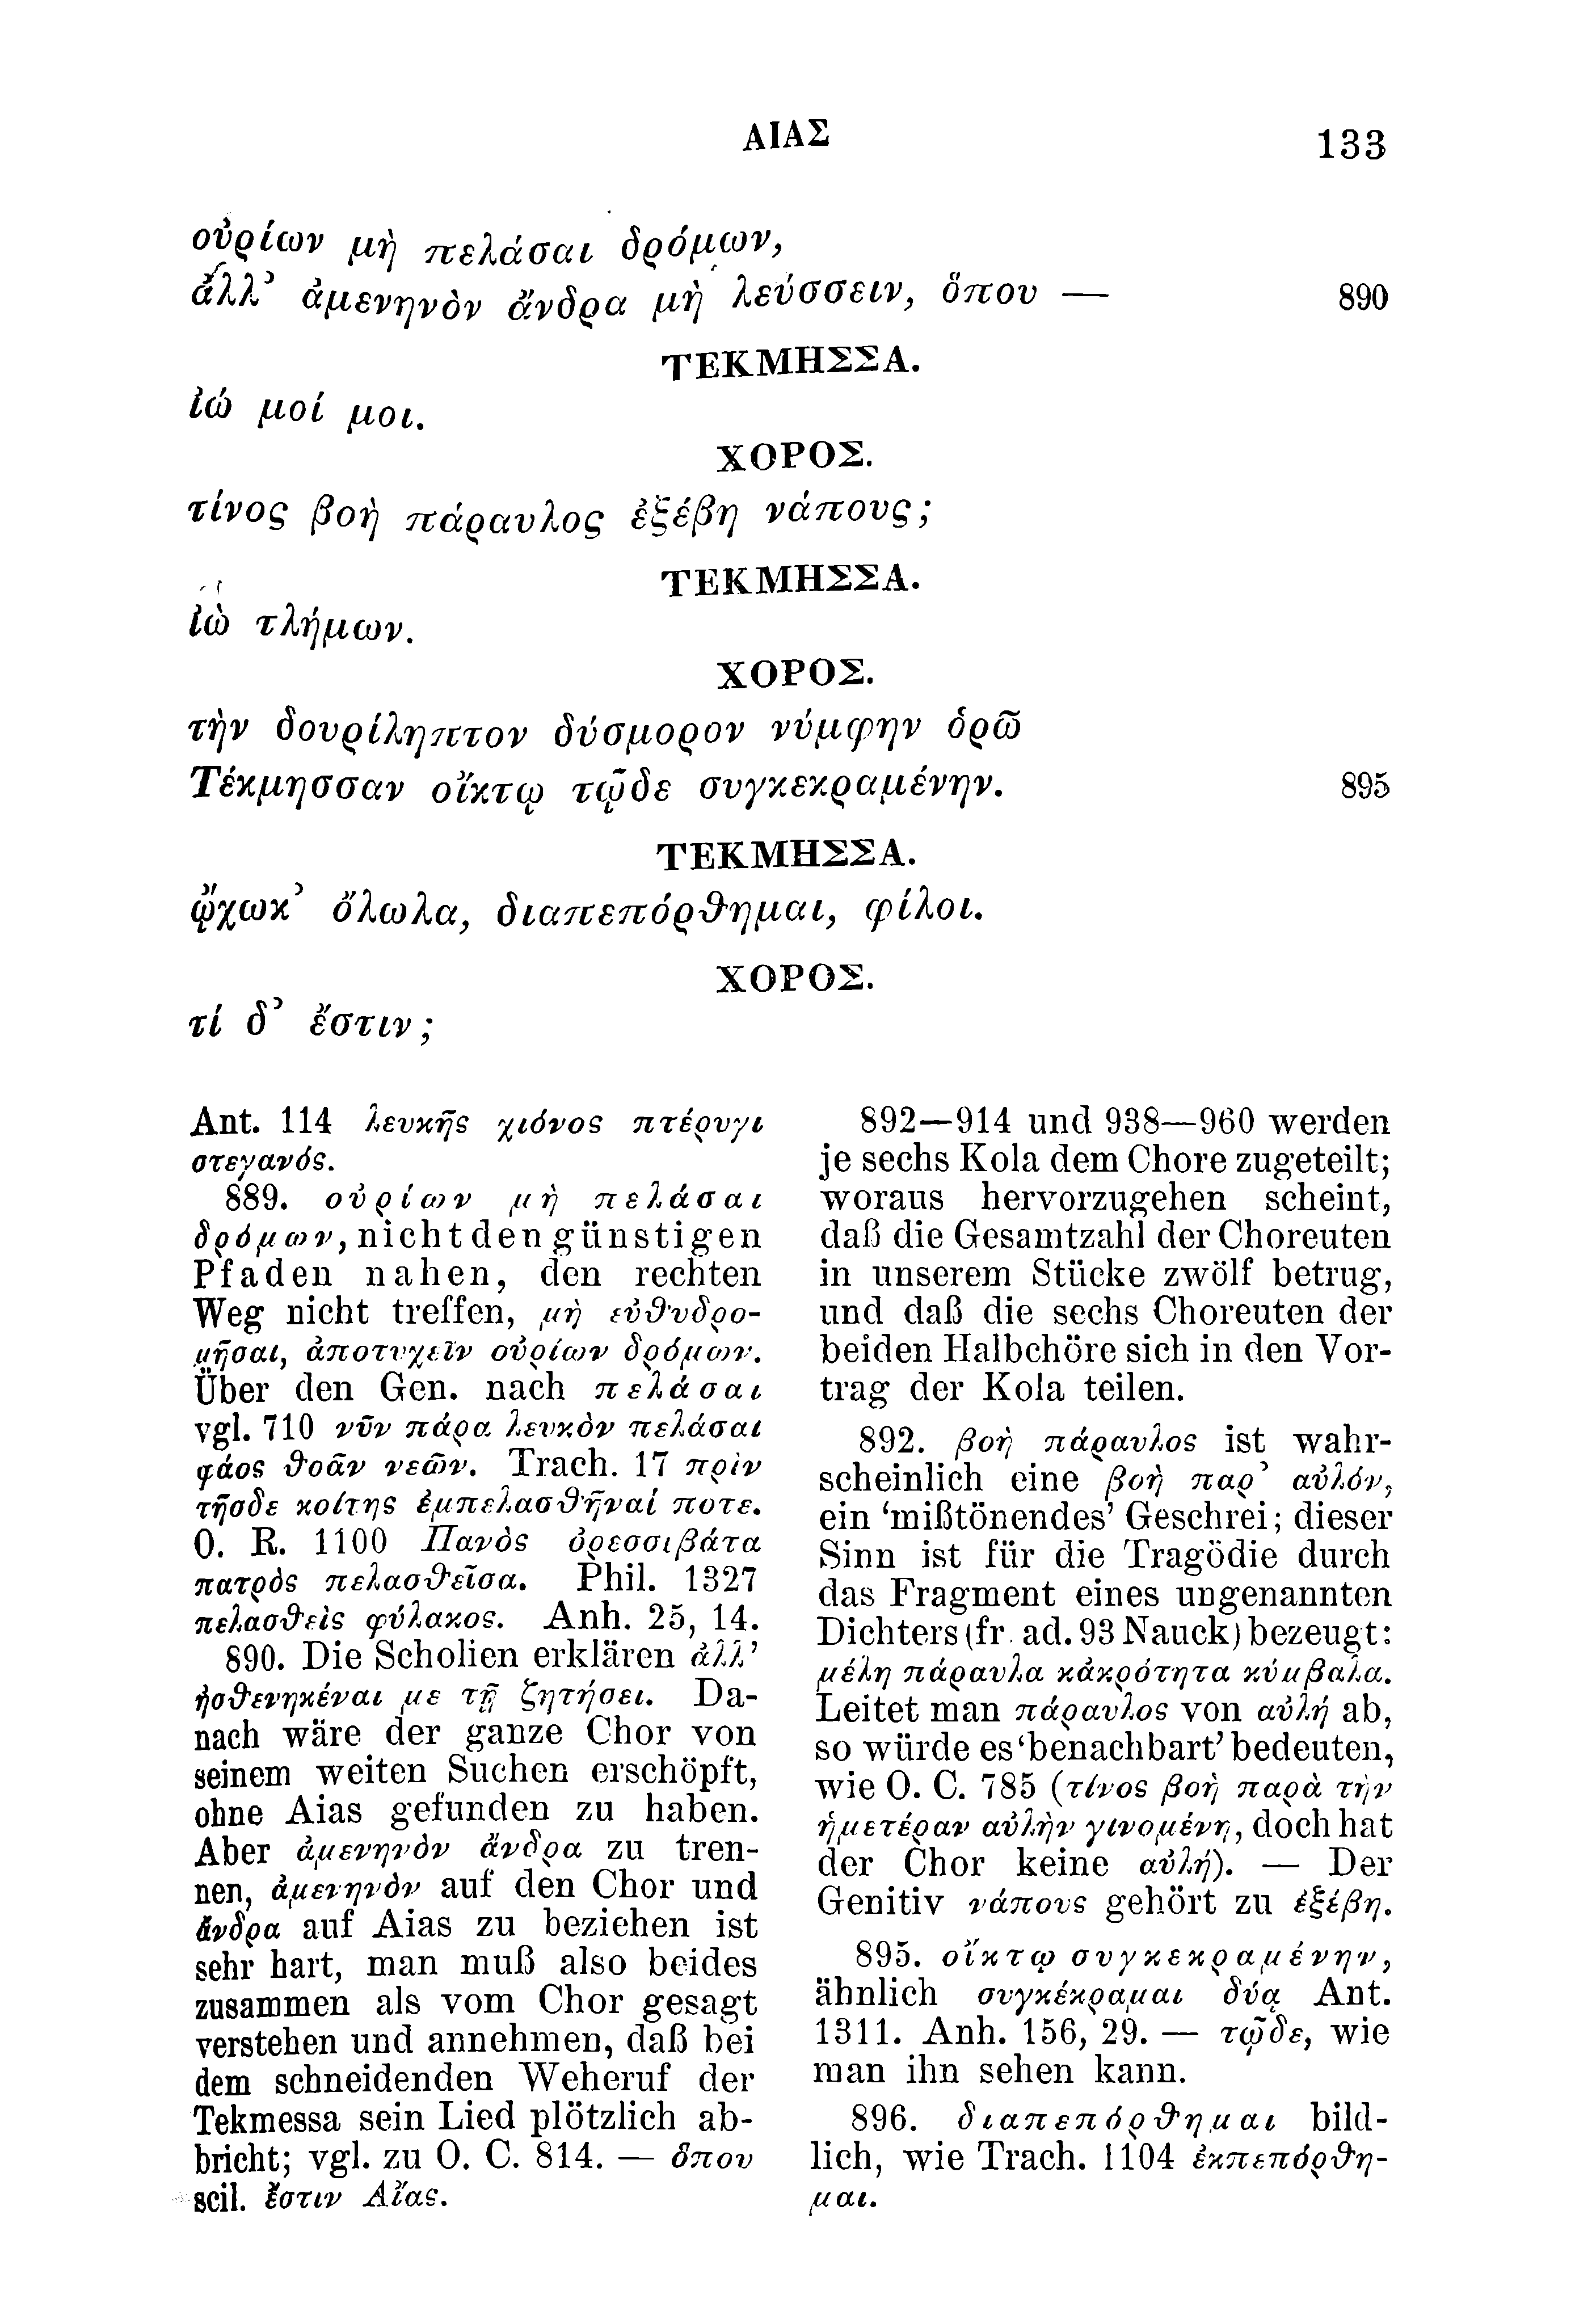 ΑΙΑΣ
133
οὐρίων μὴ πελάσαι δρόμων,
ἀλλ’ ἀμενηνὸν ἄνδρα μὴ λεύσσειν, ὅπου —
890
ΤΕΚΜΗΣΣΑ.
ἰώ μοί μοι.
ΧΟΡΟΣ.
τίνος βοὴ πάραυλος ἐξέβη νάπους;
ΤΕΚΜΗΣΣΑ.
ἰὼ τλήμων.
ΧΟΡΟΣ.
τὴν δουρίληπτον δύσμορον νύμφην ὁρῶ
Τέκμησσαν οἴκτῳ τῷδε συγκεκραμένην.
895
ΤΕΚΜΗΣΣΑ.
ᾤχωκ’ ὄλωλα, διαπεπόρθημαι, φίλοι.
ΧΟΡΟΣ.
τί δ’ ἔστιν;
Ant. 114 λευκῆς χιόνος πτέρυγι
στεγανός.
889. οὐρίων μὴ πελάσαι
δρόμων, nicht den günstigen
Pfaden nahen, den rechten
Weg nicht treffen, μὴ εὐθυδρο-
μῆσαι, ἀποτυχεῖν οὐρίων δρόμων.
Über den Gen. nach πελάσαι
vgl. 710 νῦν πάρα λευκὸν πελάσαι
φάος θοᾶν νεῶν. Trach. 17 πρὶν
τῆσδε κοίτης ἐμπελασθῆναί ποτε.
O. R. 1100 Πανὸς ὀρεσσιβάτα
πατρὸς πελασθεῖσα. Phil. 1327
πελασθεὶς φύλακος. Anh. 25, 14.
890. Die Scholien erklären ἀλλ’
ἠσθενηκέναι με τῇ ζητήσει. Da-
nach wäre der ganze Chor von
seinem weiten Suchen erschöpft,
ohne Aias gefunden zu haben.
Aber ἀμενηνὸν ἄνδρα zu tren-
nen, ἀμενηνὸν auf den Chor und
ἄνδρα auf Aias zu beziehen ist
sehr hart, man muß also beides
zusammen als vom Chor gesagt
verstehen und annehmen, daß bei
dem schneidenden Weheruf der
Tekmessa sein Lied plötzlich ab-
bricht; vgl. zu O. C. 814. — ὅπου
scil. ἔστιν Αἴας.
892—914 und 938—960 werden
je sechs Kola dem Chore zugeteilt;
woraus hervorzugehen scheint,
daß die Gesamtzahl der Choreuten
in unserem Stücke zwölf betrug,
und daß die sechs Choreuten der
beiden Halbchöre sich in den Vor-
trag der Kola teilen.
892. βοὴ πάραυλος ist wahr-
scheinlich eine βοὴ παρ’ αὐλόν,
ein ‘mißtönendes’ Geschrei; dieser
Sinn ist für die Tragödie durch
das Fragment eines ungenannten
Dichters (fr. ad. 93 Nauck) bezeugt:
μέλη πάραυλα κἀκρότητα κύμβαλα.
Leitet man πάραυλος von αὐλή ab,
so würde es ‘benachbart’ bedeuten,
wie O. C. 785 (τίνος βοὴ παρὰ τὴν
ἡμετέραν αὐλὴν γινομένη, doch hat
der Chor keine αὐλή). — Der
Genitiv νάπους gehört zu ἐξέβη.
895. οἴκτῳ συγκεκραμένην,
ähnlich συγκέκραμαι δύᾳ Ant.
1311. Anh. 156, 29. — τῷδε, wie
man ihn sehen kann.
896. διαπεπόρθημαι bild-
lich, wie Trach. 1104 ἐκπεπόρθη-
μαι.